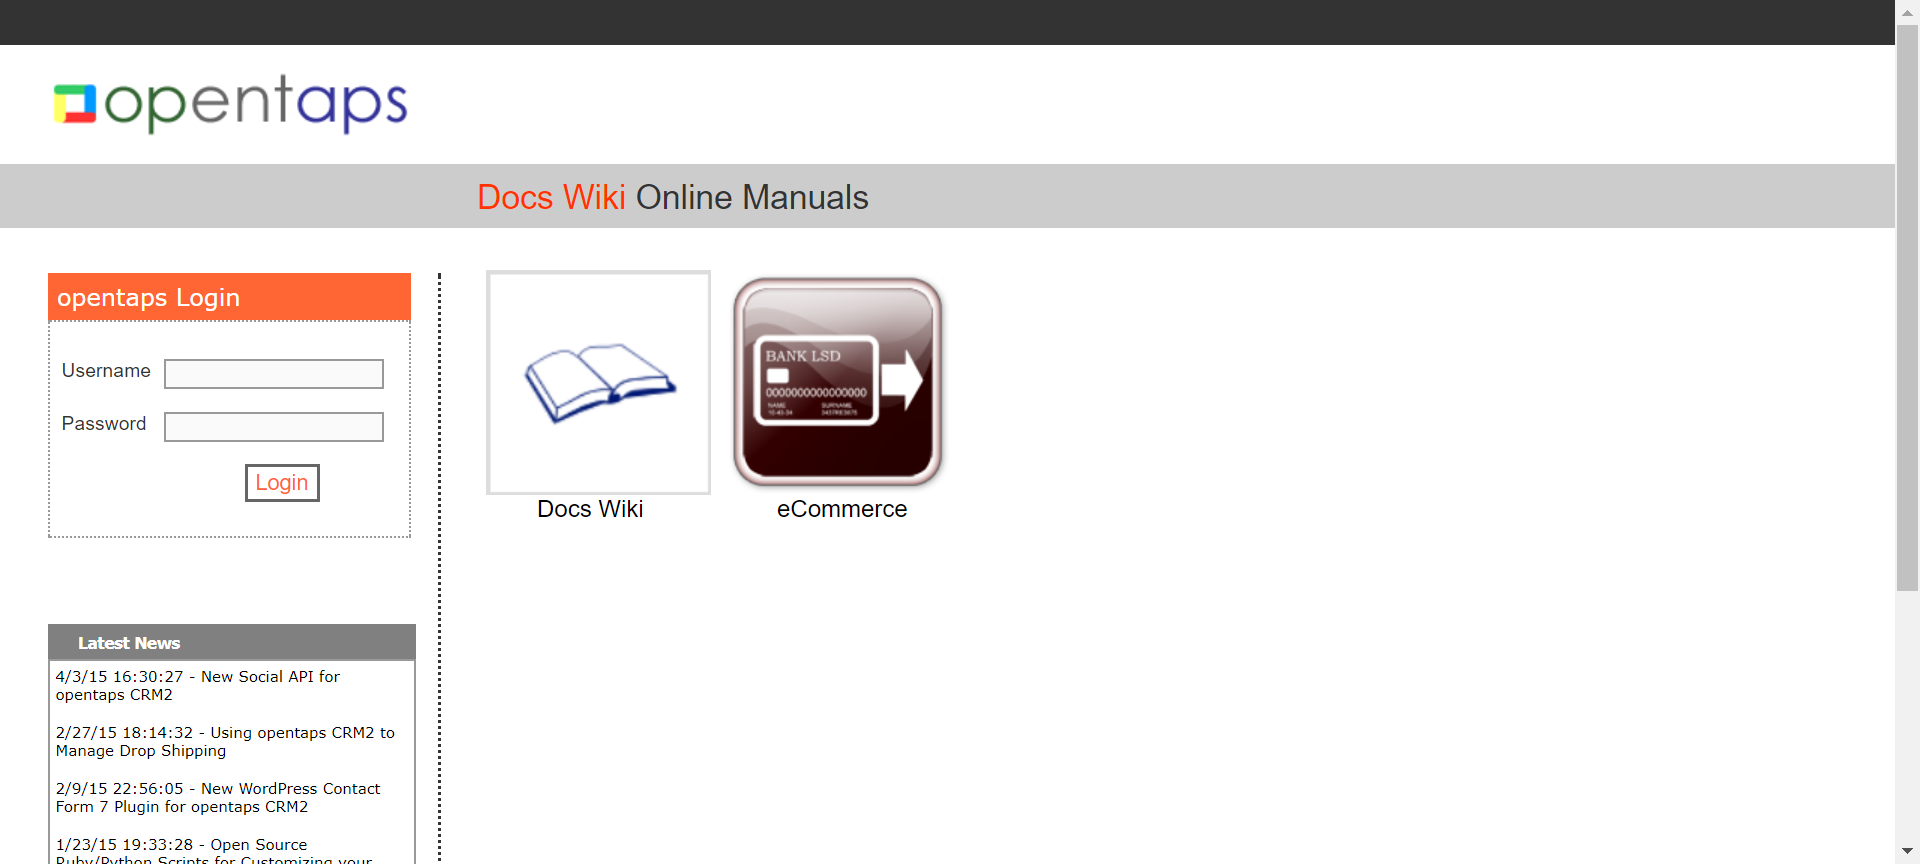 opentaps
Docs Wiki Online Manuals
opentaps Login
Username
Password
Login
BANK LSD
0000000000000000
NAME SURNAME
Docs Wiki
eCommerce
Latest News
4/3/15 16:30:27 - New Social API for
opentaps CRM2
2/27/15 18:14:32 - Using opentaps CRM2 to
Manage Drop Shipping
2/9/15 22:56:05 - New WordPress Contact
Form 7 Plugin for opentaps CRM2
1/23/15 19:33:28 - Open Source
Ruby/Python Scripts for Customizing your